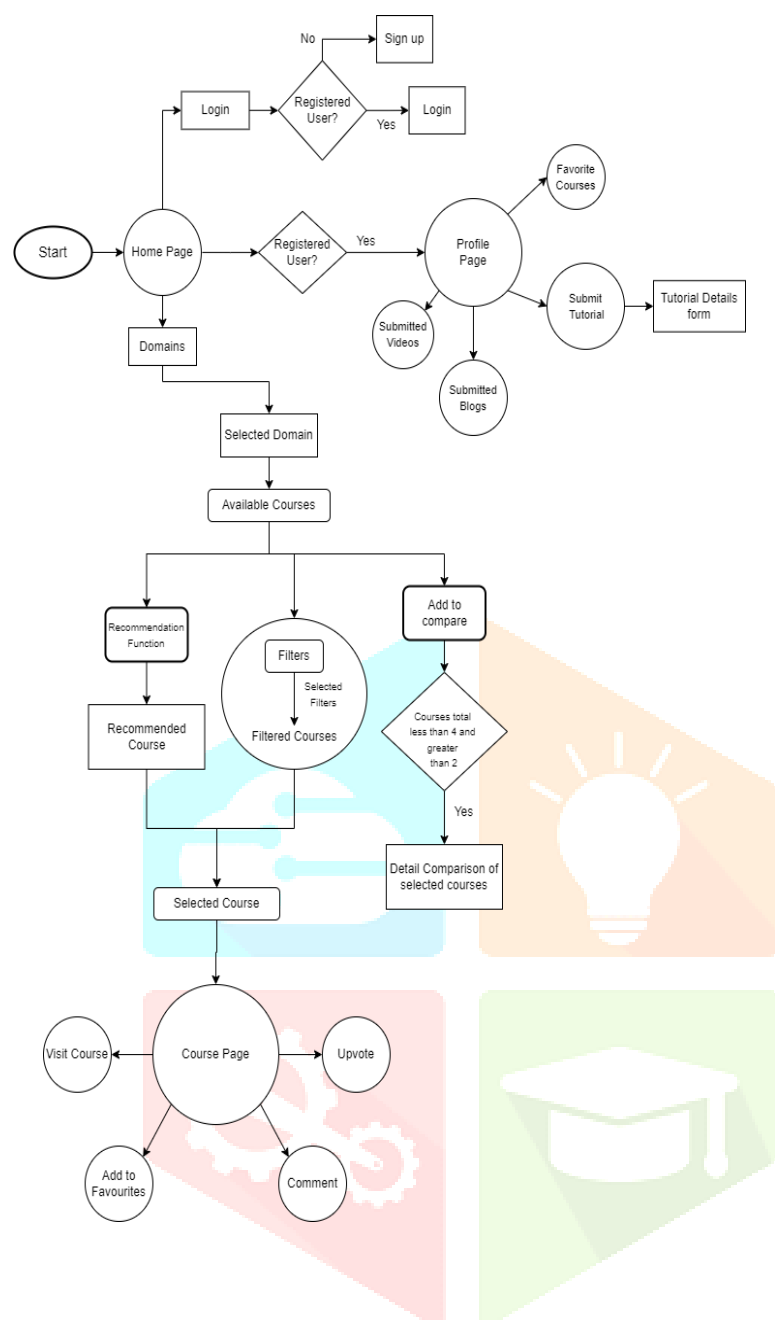 No
Sign up
Login
Registered
User?
Yes
Login
Favorite
Courses
Start
Home Page
Registered
User?
Yes
Profile
Page
Submit
Tutorial
Tutorial Details
form
Submitted
Videos
Submitted
Blogs
Domains
Selected Domain
Available Courses
Recommendation
Function
Filters
Selected
Filters
Filtered Courses
Add to
compare
Recommended
Course
Courses total
less than 4 and
greater
than 2
Yes
Detail Comparison of
selected courses
Selected Course
Visit Course
Course Page
Upvote
Add to
Favourites
Comment